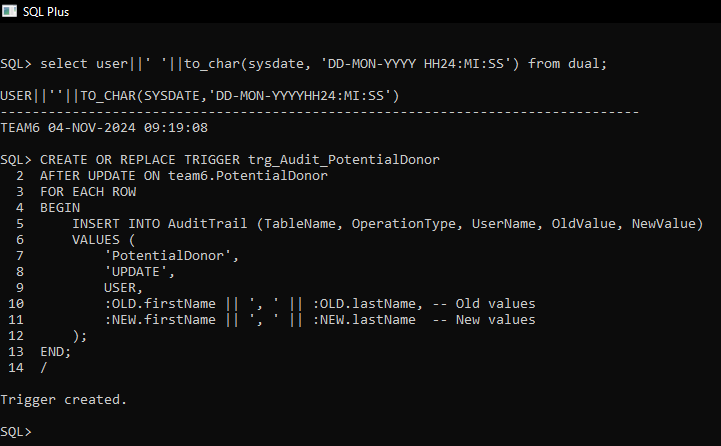 SQL Plus
SQL> select user||' '||to_char(sysdate, 'DD-MON-YYYY HH24:MI:SS') from dual;
USER||''||TO_CHAR(SYSDATE,'DD-MON-YYYYHH24:MI:SS')
--------------------------------------------------------------------------------
TEAM6 04-NOV-2024 09:19:08
SQL> CREATE OR REPLACE TRIGGER trg_Audit_PotentialDonor
  2  AFTER UPDATE ON team6.PotentialDonor
  3  FOR EACH ROW
  4  BEGIN
  5      INSERT INTO AuditTrail (TableName, OperationType, UserName, OldValue, NewValue)
  6      VALUES (
  7          'PotentialDonor',
  8          'UPDATE',
  9          USER,
 10          :OLD.firstName || ', ' || :OLD.lastName, -- Old values
 11          :NEW.firstName || ', ' || :NEW.lastName  -- New values
 12      );
 13  END;
 14  /
Trigger created.
SQL>